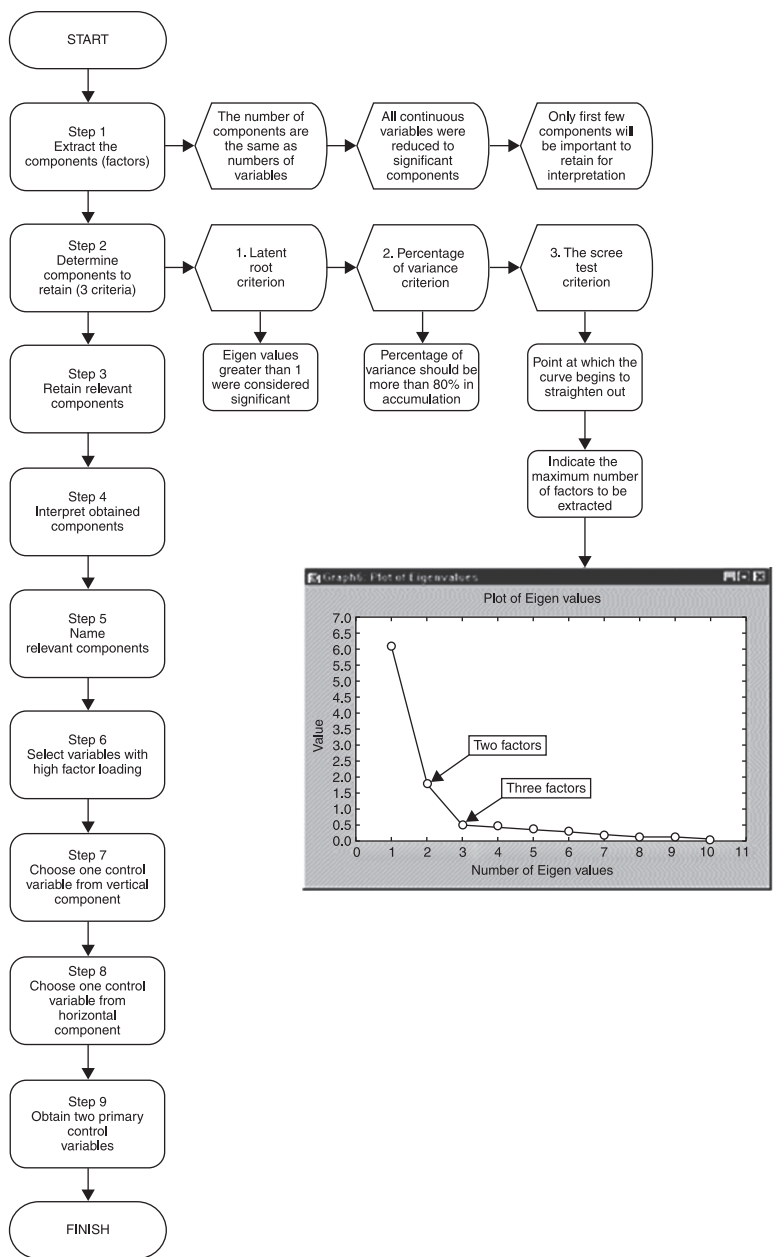 START
Step 1
Extract the
components (factors)
The number of
components are
the same as
numbers of
variables
All continuous
variables were
reduced to
significant
components
Only first few
components will
be important to
retain for
interpretation
Step 2
Determine
components to
retain (3 criteria)
1. Latent
root
criterion
2. Percentage
of variance
criterion
3. The scree
test
criterion
Eigen values
greater than 1
were considered
significant
Percentage of
variance should be
more than 80% in
accumulation
Point at which the
curve begins to
straighten out
Indicate the
maximum number
of factors to be
extracted
Step 3
Retain relevant
components
Step 4
Interpret obtained
components
Step 5
Name
relevant components
Step 6
Select variables with
high factor loading
Step 7
Choose one control
variable from vertical
component
Step 8
Choose one control
variable from
horizontal
component
Step 9
Obtain two primary
control
variables
FINISH
Graph6: Plot of Eigenvalues
Plot of Eigen values
Value
7.0
6.5
6.0
5.5
5.0
4.5
4.0
3.5
3.0
2.5
2.0
1.5
1.0
0.5
0.0
Two factors
Three factors
0 1 2 3 4 5 6 7 8 9 10 11
Number of Eigen values